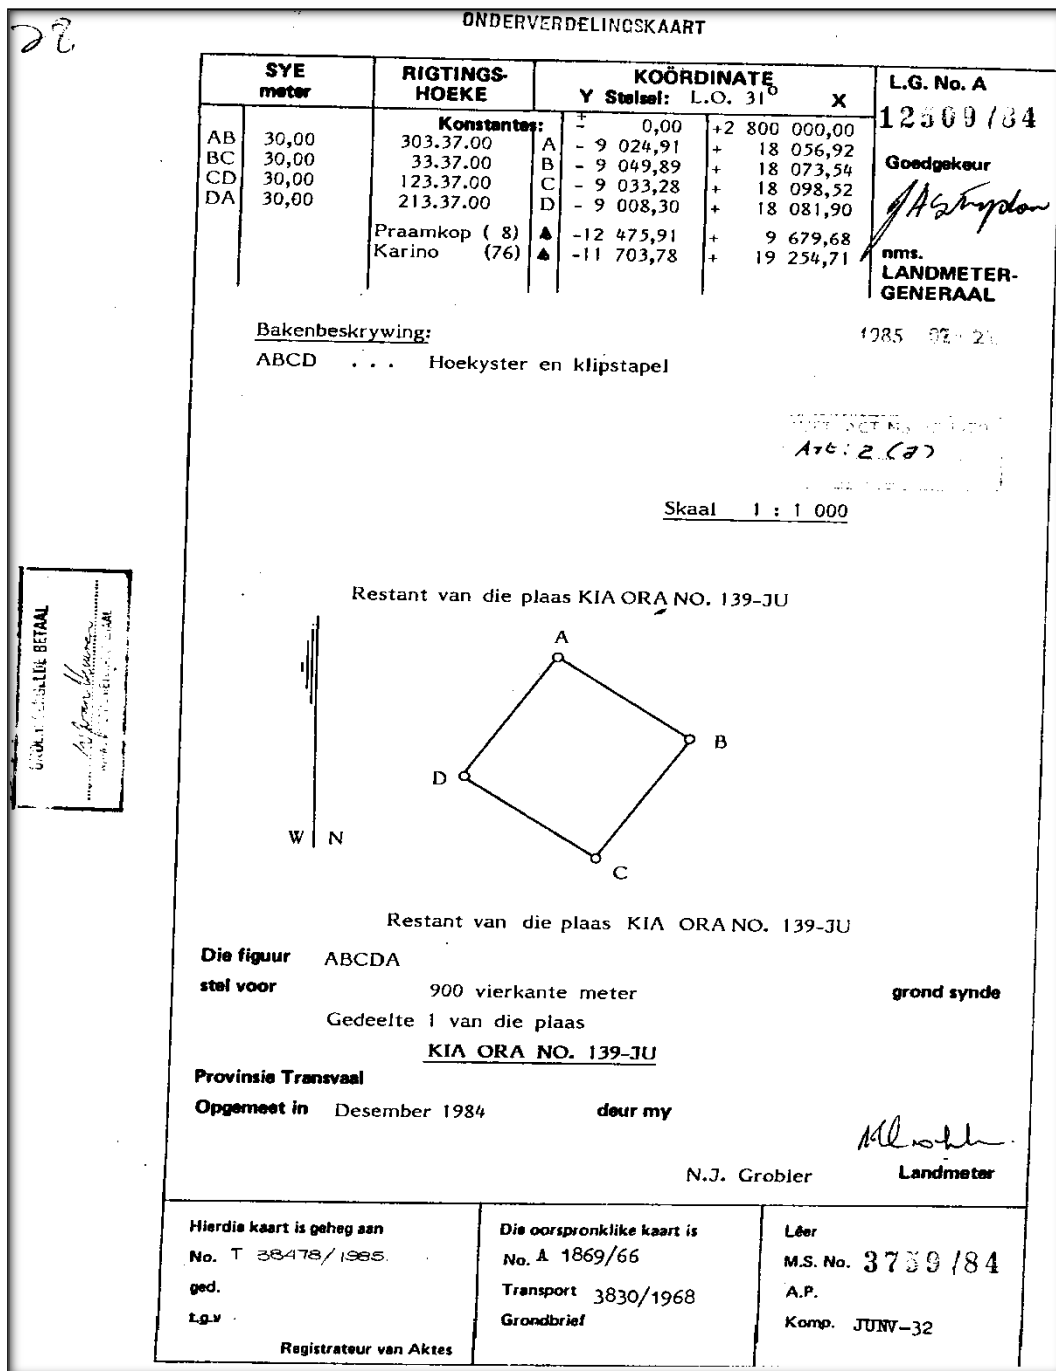 28
ONDERVERDELINGSKAART
SYE meter RIGTINGS-HOEKE KOÖRDINATE Y Stelsel: L.O. 31° X
Konstantes: ± 0,00 +2 800 000,00
AB 30,00 303.37.00 A - 9 024,91 + 18 056,92
BC 30,00 33.37.00 B - 9 049,89 + 18 073,54
CD 30,00 123.37.00 C - 9 033,28 + 18 098,52
DA 30,00 213.37.00 D - 9 008,30 + 18 081,90
Praamkop ( 8) -12 475,91 + 9 679,68
Karino (76) -11 703,78 + 19 254,71
L.G. No. A
12509/84
Goedgekeur
nms.
LANDMETER-
GENERAAL
1985
Bakenbeskrywing:
ABCD . . . Hoekyster en klipstapel
Art: 2 (a)
Skaal 1 : 1 000
BETAAL
Restant van die plaas KIA ORA NO. 139-JU
A
B
D
W N
C
Restant van die plaas KIA ORA NO. 139-JU
Die figuur ABCDA
stel voor 900 vierkante meter grond synde
Gedeelte 1 van die plaas
KIA ORA NO. 139-JU
Provinsie Transvaal
Opgemeet in Desember 1984 deur my
N.J. Grobler Landmeter
Hierdie kaart is geheg aan
No. T 38478/1985.
ged.
t.g.v
Registrateur van Aktes
Die oorspronklike kaart is
No. A 1869/66
Transport 3830/1968
Grondbrief
Lêer
M.S. No. 3759/84
A.P.
Komp. JUNV-32